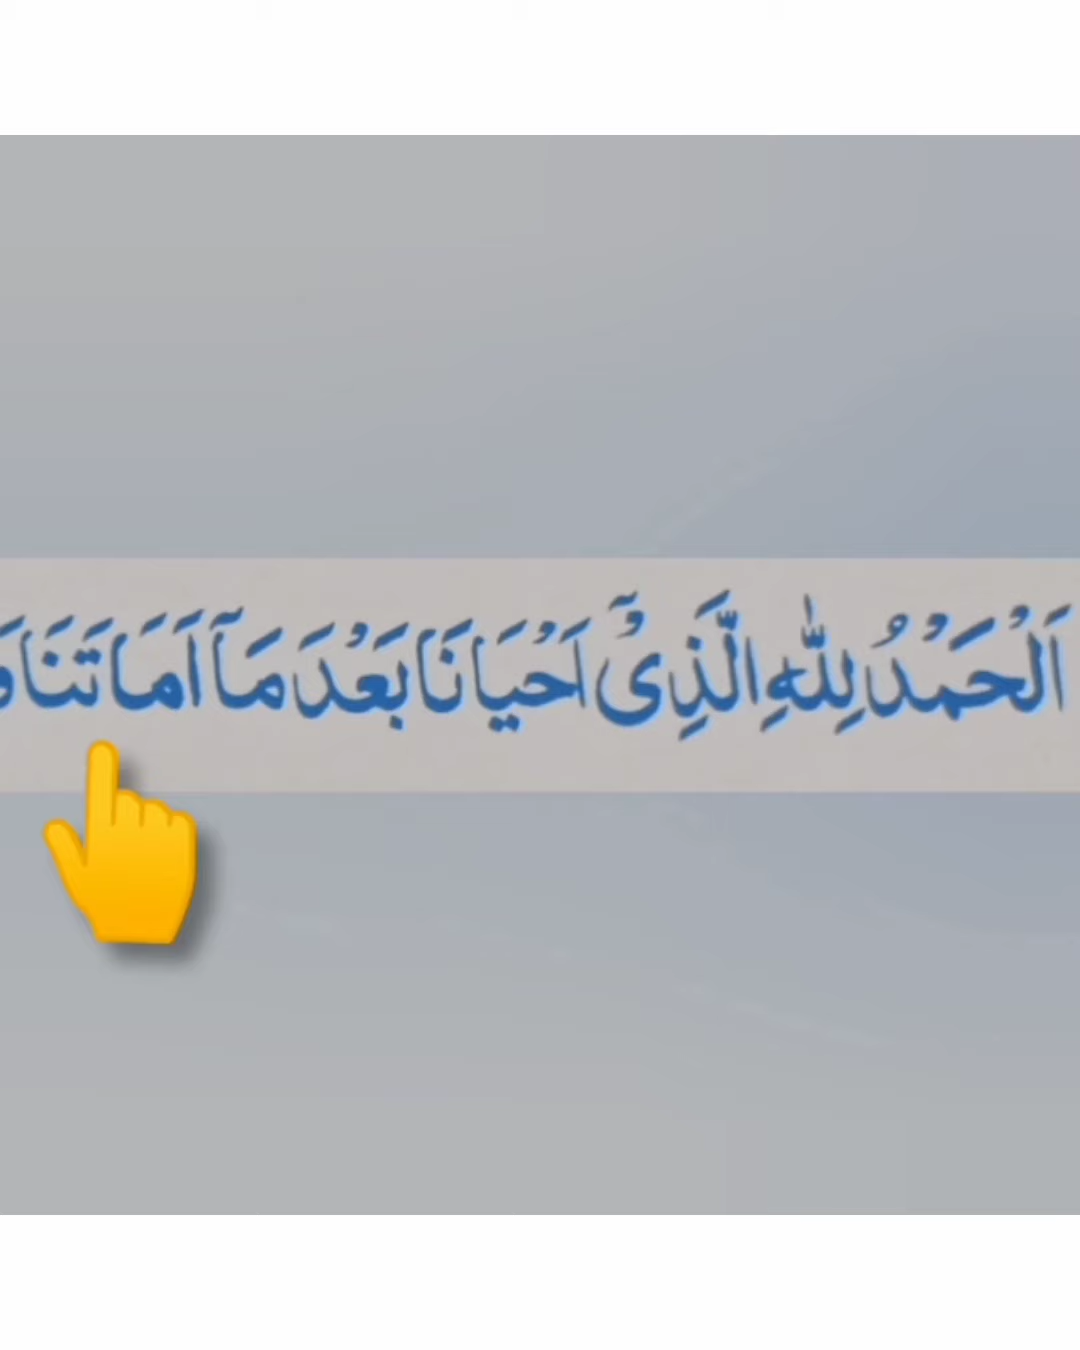 اَلْحَمْدُ لِلّٰهِ الَّذِىْٓ اَحْيَانَا بَعْدَ مَآ اَمَاتَنَا